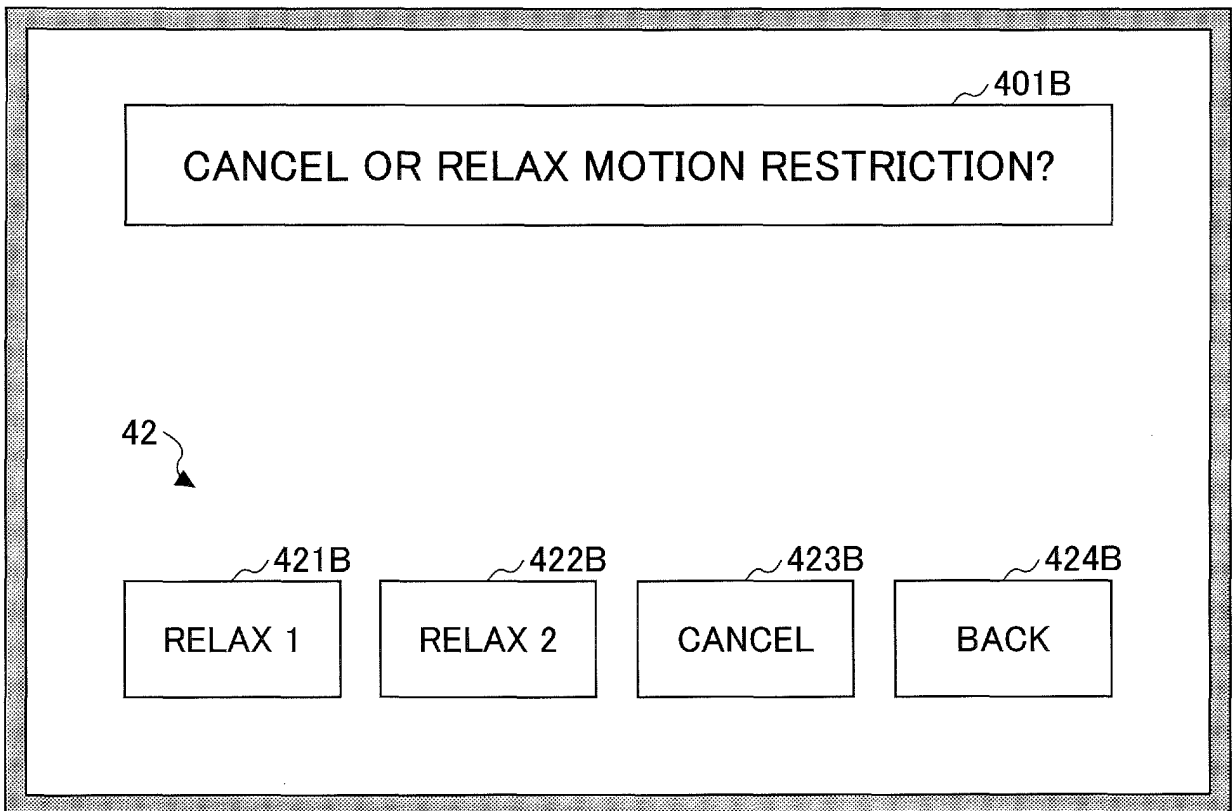 401B
CANCEL OR RELAX MOTION RESTRICTION?
42
421B 422B 423B 424B
RELAX 1 RELAX 2 CANCEL BACK